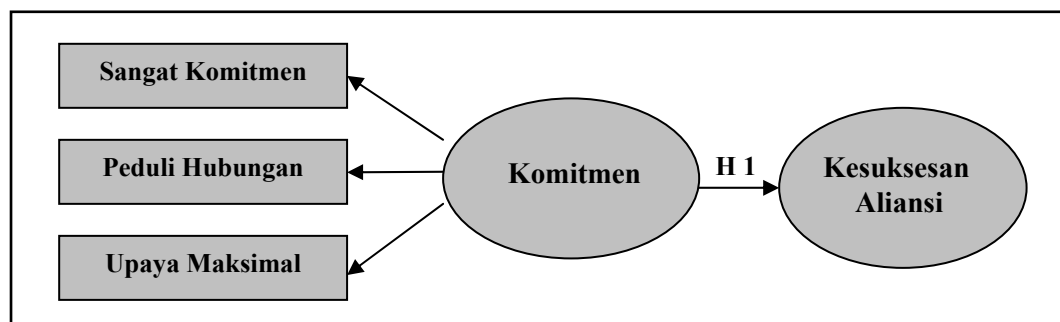 Sangat Komitmen
Peduli Hubungan
Upaya Maksimal
Komitmen
H 1
Kesuksesan
Aliansi